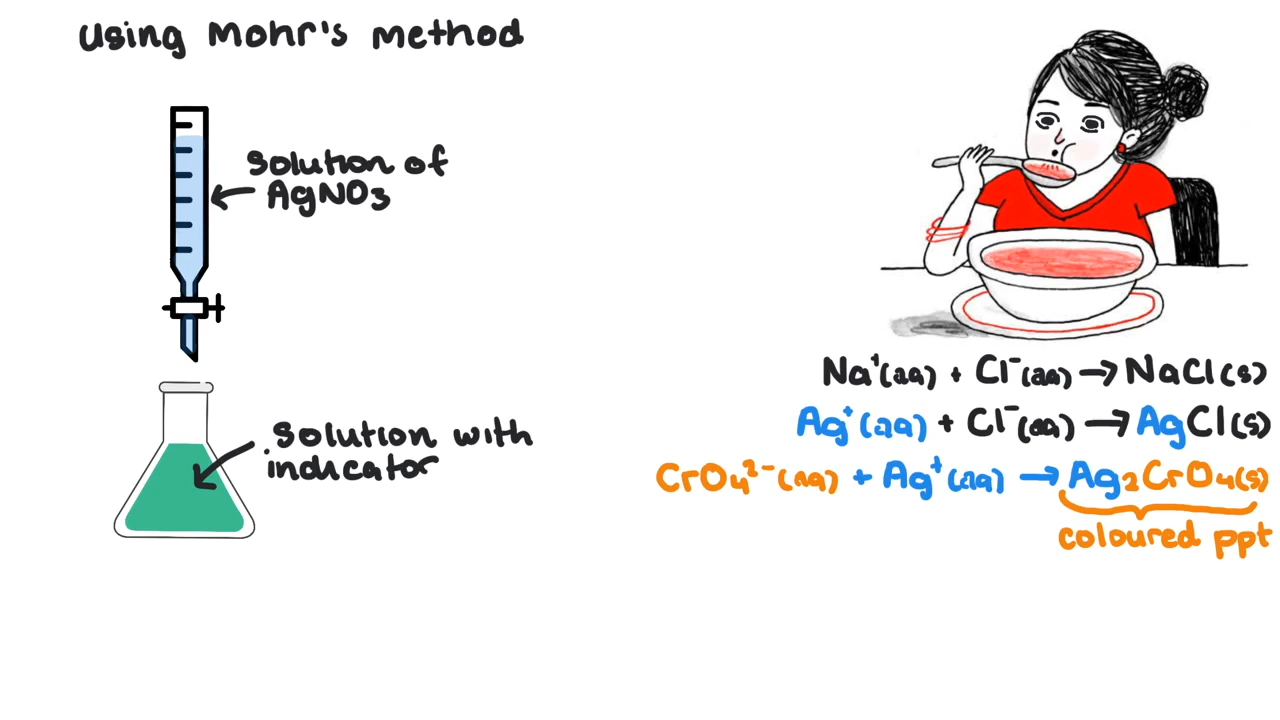 using Mohr's method
solution of
AgNO3
solution with
indicator
Na⁺(aq) + Cl⁻(aq) → NaCl(s)
Ag⁺(aq) + Cl⁻(aq) → AgCl(s)
CrO₄²⁻(aq) + Ag⁺(aq) → Ag₂CrO₄(s)
coloured ppt